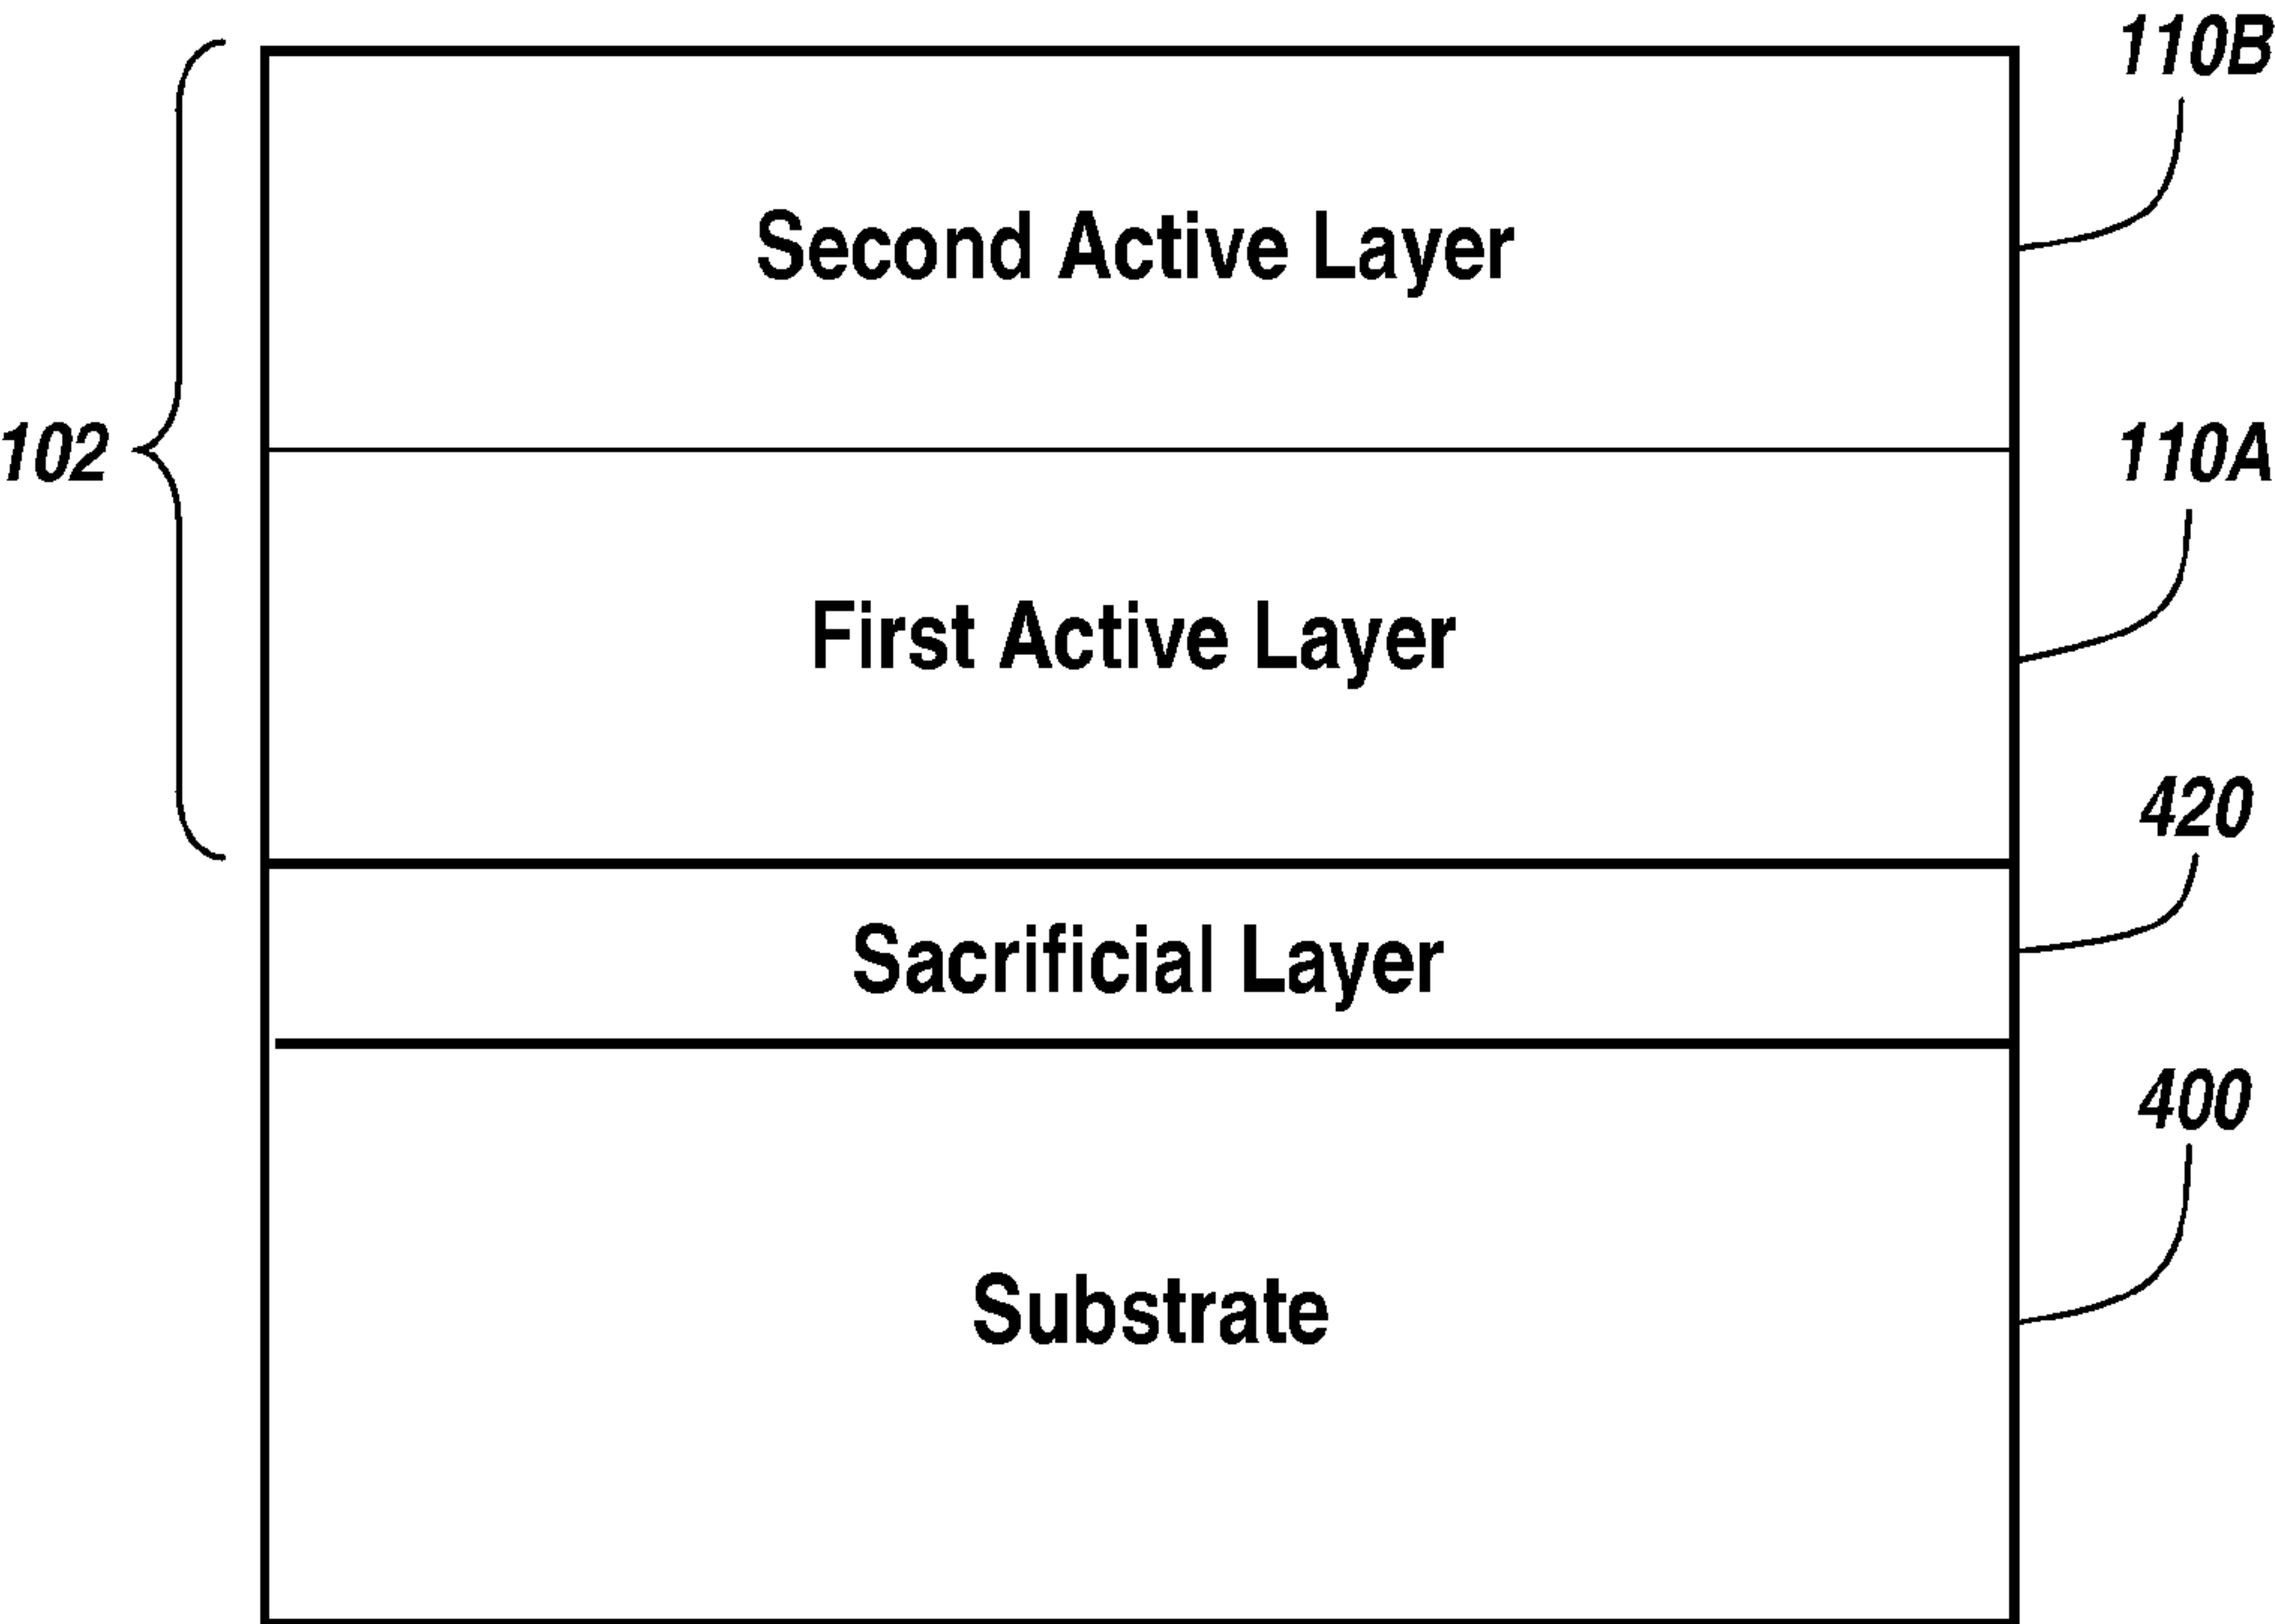 110B
Second Active Layer
102
110A
First Active Layer
420
Sacrificial Layer
400
Substrate